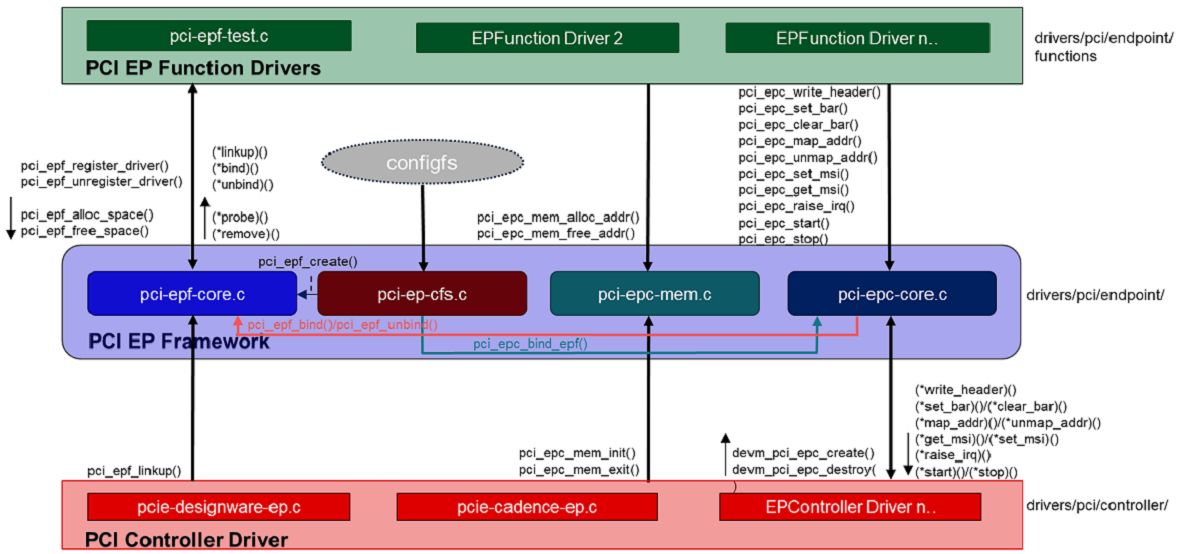 pci-epf-test.c
EPFunction Driver 2
EPFunction Driver n..
PCI EP Function Drivers
drivers/pci/endpoint/
functions
pci_epf_register_driver()
pci_epf_unregister_driver()
pci_epf_alloc_space()
pci_epf_free_space()
(*linkup)()
(*bind)()
(*unbind)()
(*probe)()
(*remove)()
configfs
pci_epc_mem_alloc_addr()
pci_epc_mem_free_addr()
pci_epc_write_header()
pci_epc_set_bar()
pci_epc_clear_bar()
pci_epc_map_addr()
pci_epc_unmap_addr()
pci_epc_set_msi()
pci_epc_get_msi()
pci_epc_raise_irq()
pci_epc_start()
pci_epc_stop()
pci_epf_create()
pci-epf-core.c
pci-ep-cfs.c
pci-epc-mem.c
pci-epc-core.c
drivers/pci/endpoint/
pci_epf_bind()/pci_epf_unbind()
PCI EP Framework
pci_epc_bind_epf()
pci_epf_linkup()
pci_epc_mem_init()
pci_epc_mem_exit()
devm_pci_epc_create()
devm_pci_epc_destroy(
(*write_header)()
(*set_bar)()/(*clear_bar)()
(*map_addr)()/(*unmap_addr)()
(*get_msi)()/(*set_msi)()
(*raise_irq)()
(*start)()/(*stop)()
pcie-designware-ep.c
pcie-cadence-ep.c
EPController Driver n..
drivers/pci/controller/
PCI Controller Driver